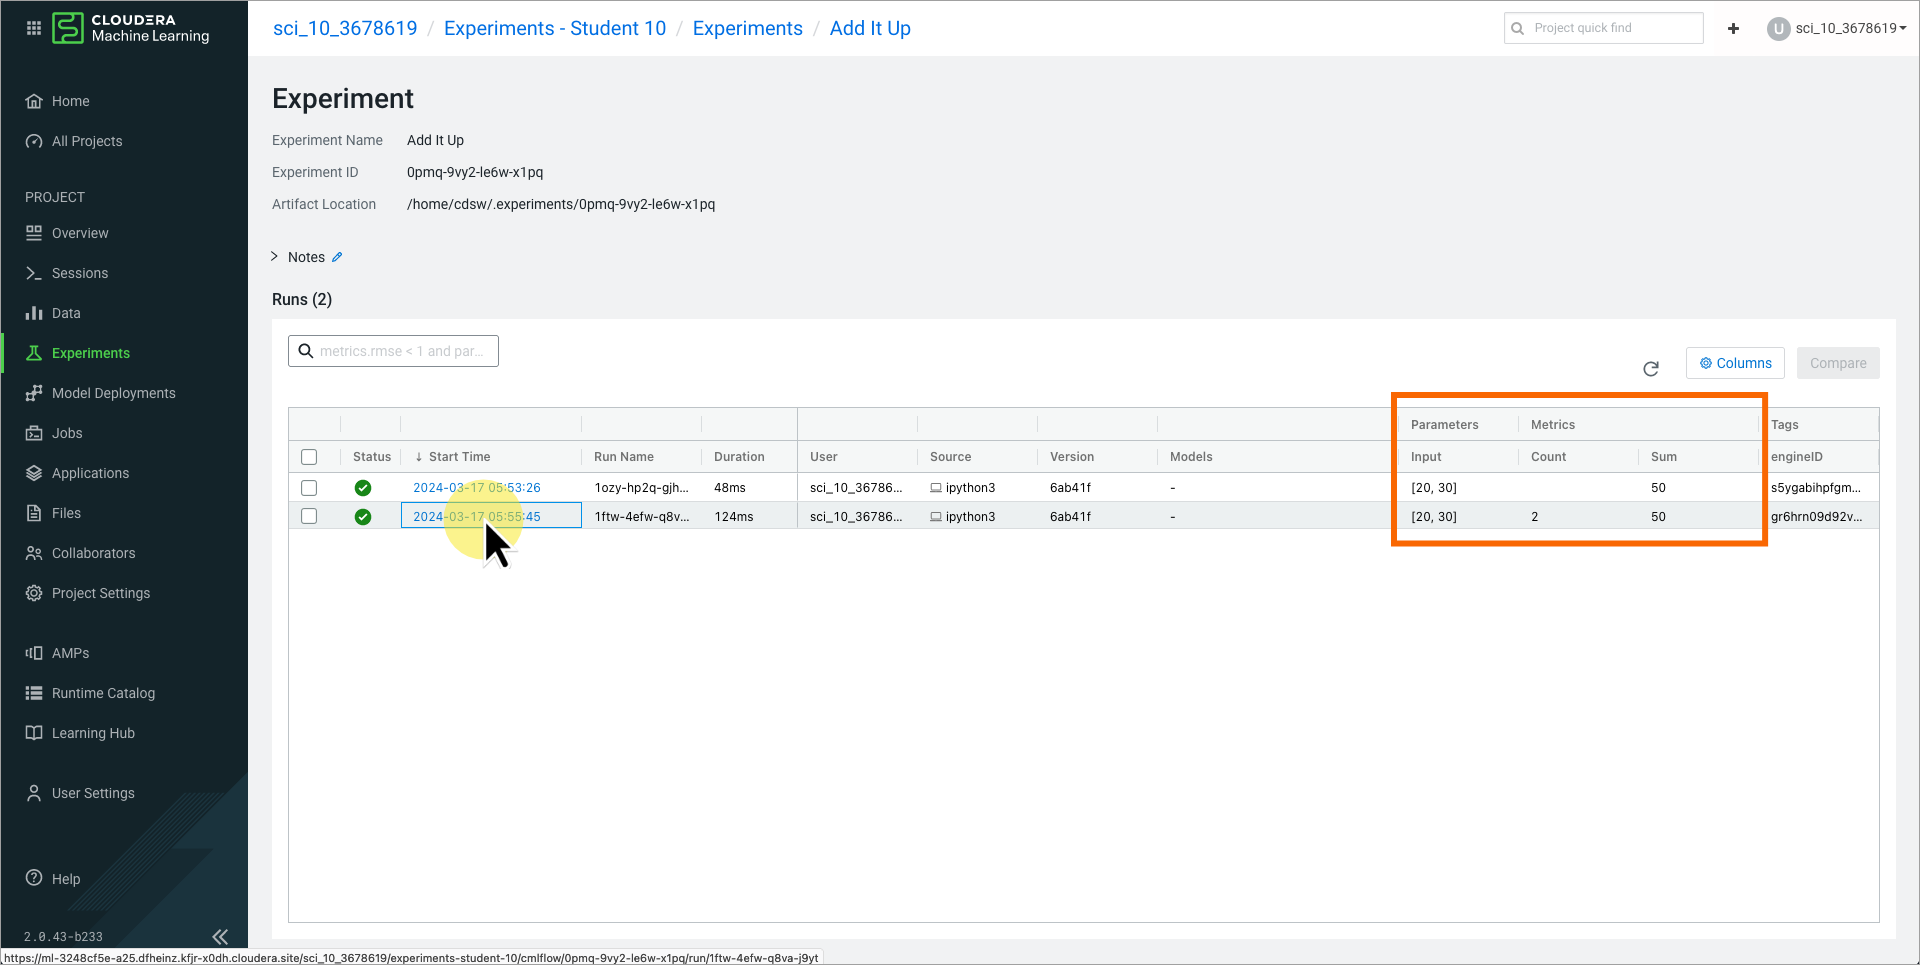 CLOUDERA
Machine Learning
sci_10_3678619 / Experiments - Student 10 / Experiments / Add It Up
Project quick find
+
U
sci_10_3678619
Home
All Projects
PROJECT
Overview
Sessions
Data
Experiments
Model Deployments
Jobs
Applications
Files
Collaborators
Project Settings
AMPs
Runtime Catalog
Learning Hub
User Settings
Help
2.0.43-b233
Experiment
Experiment Name Add It Up
Experiment ID 0pmq-9vy2-le6w-x1pq
Artifact Location /home/cdsw/.experiments/0pmq-9vy2-le6w-x1pq
Notes
Runs (2)
metrics.rmse < 1 and par...
Columns
Compare
Parameters Metrics Tags
Status ↓ Start Time Run Name Duration User Source Version Models Input Count Sum engineID
2024-03-17 05:53:26 1ozy-hp2q-gjh... 48ms sci_10_36786... ipython3 6ab41f - [20, 30] 50 s5ygabihpfgm...
2024-03-17 05:55:45 1ftw-4efw-q8v... 124ms sci_10_36786... ipython3 6ab41f - [20, 30] 2 50 gr6hrn09d92v...
https://ml-3248cf5e-a25.dfheinz.kfjr-x0dh.cloudera.site/sci_10_3678619/experiments-student-10/cmlflow/0pmq-9vy2-le6w-x1pq/run/1ftw-4efw-q8va-j9yt